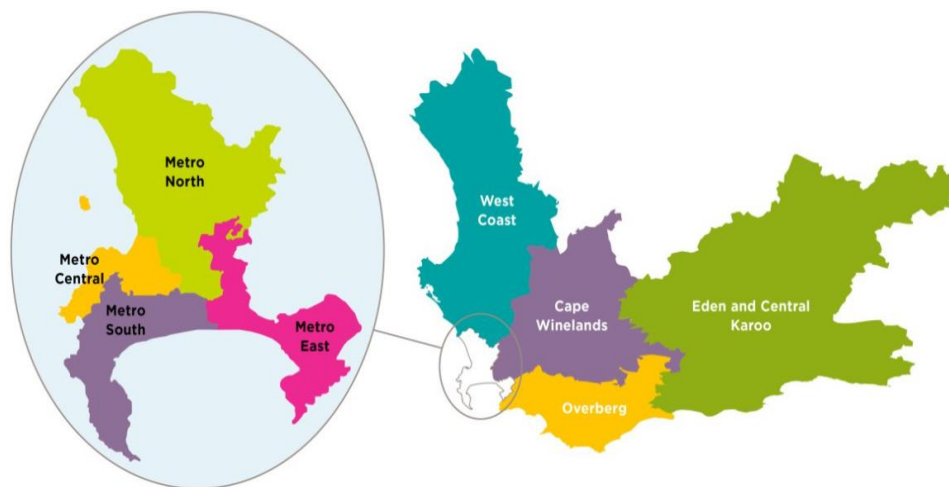 Metro
North
Metro
Central
Metro
South
Metro
East
West
Coast
Cape
Winelands
Eden and Central
Karoo
Overberg